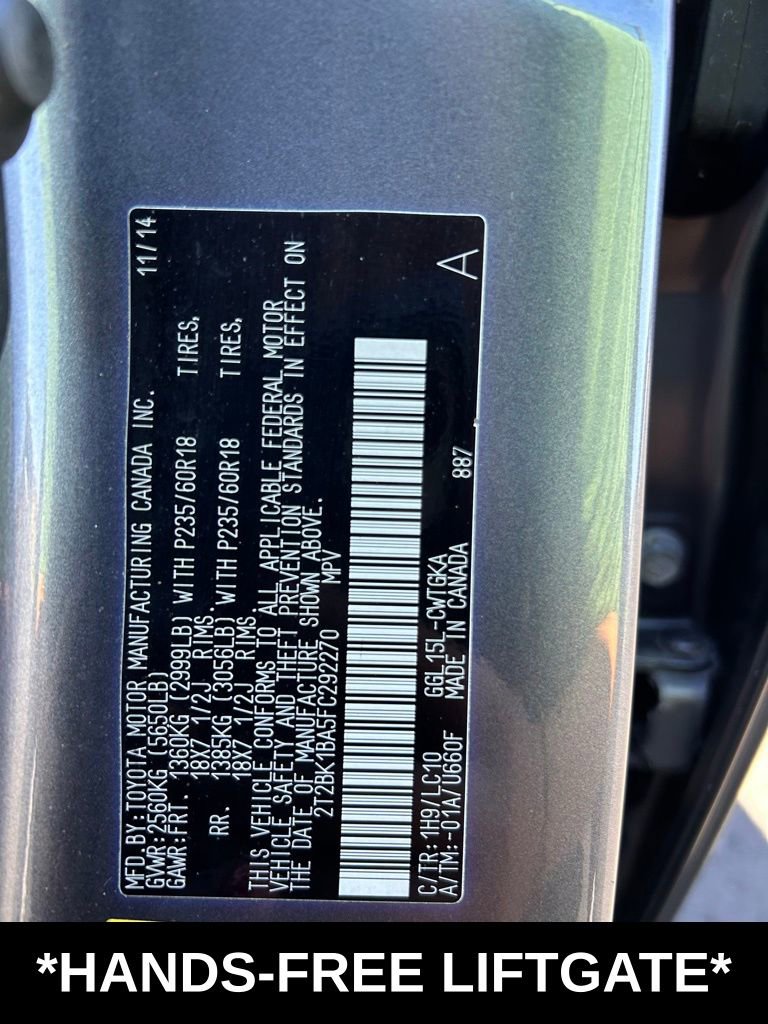 MFD.BY:TOYOTA MOTOR MANUFACTURING CANADA INC. 11/14
GVWR:2560KG (5650LB)
GAWR:FRT. 1360KG (2999LB) WITH P235/60R18 TIRES,
18X7 1/2J RIMS,
RR. 1385KG (3056LB) WITH P235/60R18 TIRES,
18X7 1/2J RIMS.
THIS VEHICLE CONFORMS TO ALL APPLICABLE FEDERAL MOTOR
VEHICLE SAFETY AND THEFT PREVENTION STANDARDS IN EFFECT ON
THE DATE OF MANUFACTURE SHOWN ABOVE.
2T2BK1BA5FC292270 MPV
C/TR:1H9/LC10 GGL15L-CWTGKA
A/TM:-01A/U660F MADE IN CANADA 887 A
*HANDS-FREE LIFTGATE*